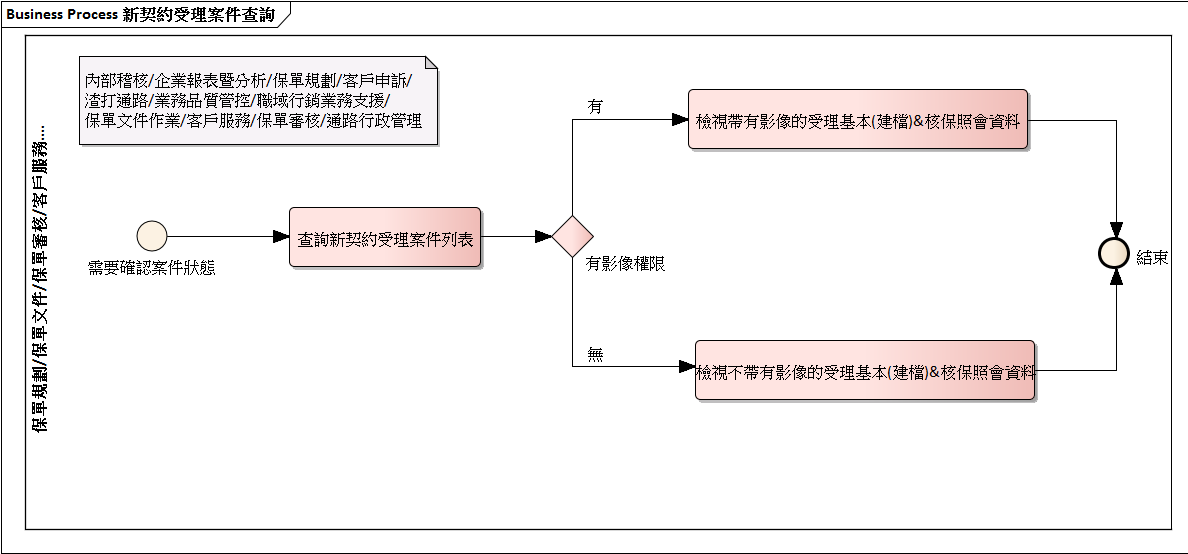 Business Process 新契約受理案件查詢
內部稽核/企業報表暨分析/保單規劃/客戶申訴/
渣打通路/業務品質管控/職域行銷業務支援/
保單文件作業/客戶服務/保單審核/通路行政管理
保單規劃/保單文件/保單審核/客戶服務....
需要確認案件狀態
查詢新契約受理案件列表
有影像權限
有
檢視帶有影像的受理基本(建檔)&核保照會資料
無
檢視不帶有影像的受理基本(建檔)&核保照會資料
結束